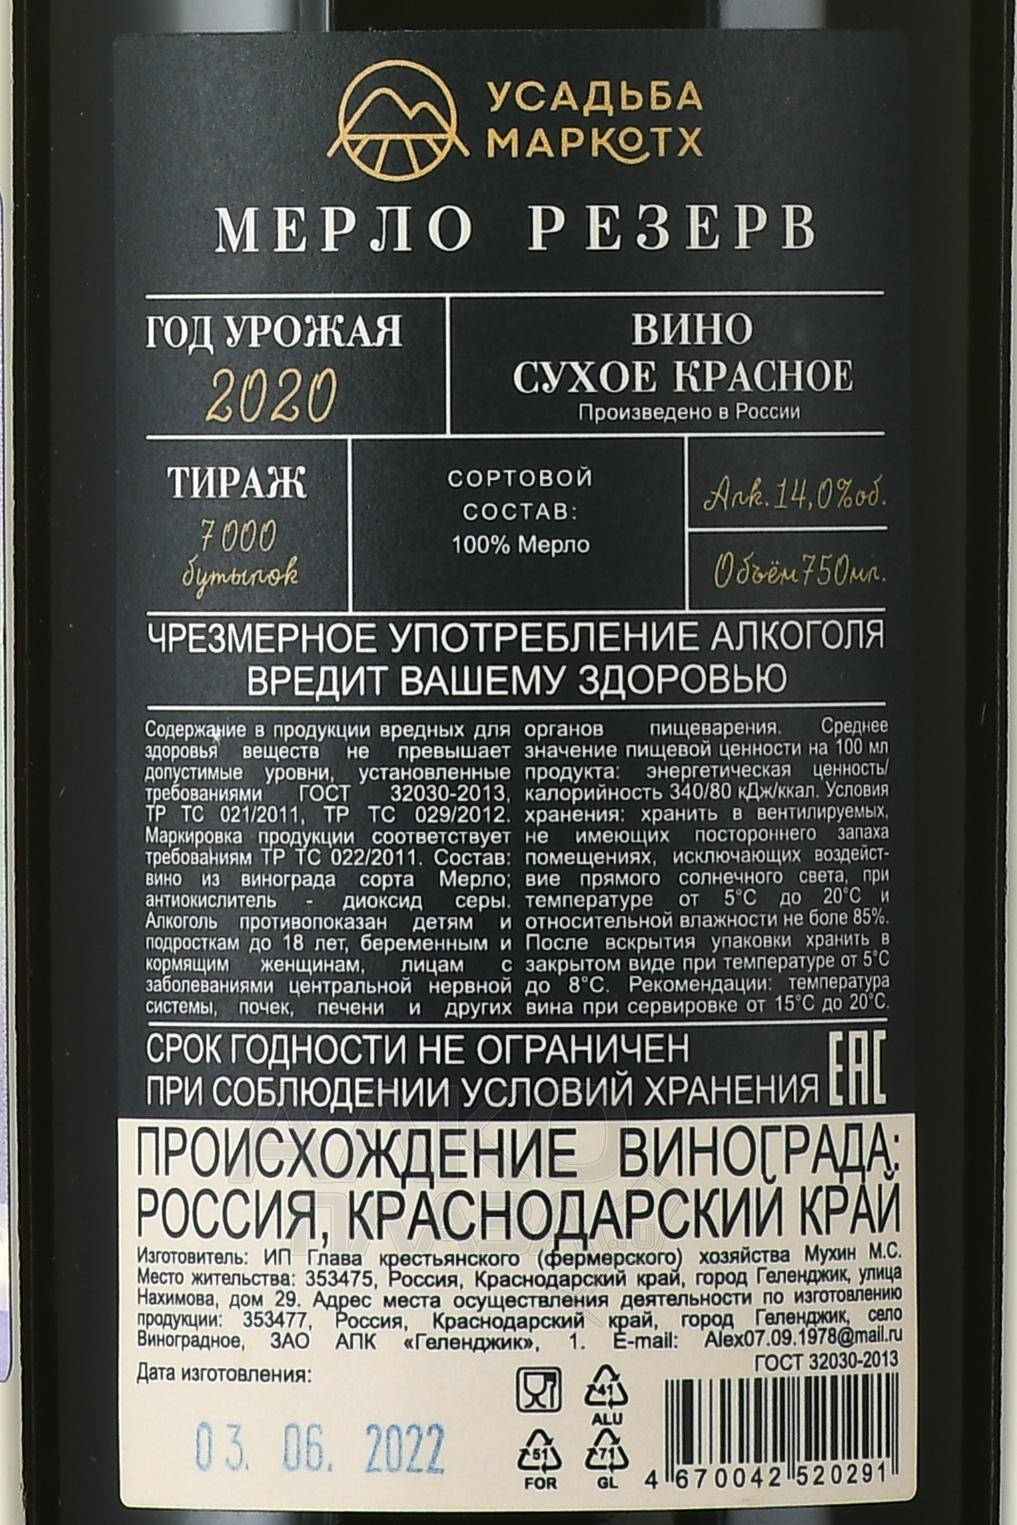 УСАДЬБА
МАРКОТХ
МЕРЛО РЕЗЕРВ
ГОД УРОЖАЯ
2020
ВИНО
СУХОЕ КРАСНОЕ
Произведено в России
ТИРАЖ
7000
бутылок
СОРТОВОЙ
СОСТАВ:
100% Мерло
Алк. 14,0%об.
Объём 750мл.
ЧРЕЗМЕРНОЕ УПОТРЕБЛЕНИЕ АЛКОГОЛЯ
ВРЕДИТ ВАШЕМУ ЗДОРОВЬЮ
Содержание в продукции вредных для
здоровья веществ не превышает
допустимые уровни, установленные
требованиями ГОСТ 32030-2013,
ТР ТС 021/2011, ТР ТС 029/2012.
Маркировка продукции соответствует
требованиям ТР ТС 022/2011. Состав:
вино из винограда сорта Мерло;
антиокислитель - диоксид серы.
Алкоголь противопоказан детям и
подросткам до 18 лет, беременным и
кормящим женщинам, лицам с
заболеваниями центральной нервной
системы, почек, печени и других
органов пищеварения. Среднее
значение пищевой ценности на 100 мл
продукта: энергетическая ценность/
калорийность 340/80 кДж/ккал. Условия
хранения: хранить в вентилируемых,
не имеющих постороннего запаха
помещениях, исключающих воздейст-
вие прямого солнечного света, при
температуре от 5°С до 20°С и
относительной влажности не боле 85%.
После вскрытия упаковки хранить в
закрытом виде при температуре от 5°С
до 8°С. Рекомендации: температура
вина при сервировке от 15°С до 20°С.
СРОК ГОДНОСТИ НЕ ОГРАНИЧЕН
ПРИ СОБЛЮДЕНИИ УСЛОВИЙ ХРАНЕНИЯ
ЕАС
ПРОИСХОЖДЕНИЕ ВИНОГРАДА:
РОССИЯ, КРАСНОДАРСКИЙ КРАЙ
Изготовитель: ИП Глава крестьянского (фермерского) хозяйства Мухин М.С.
Место жительства: 353475, Россия, Краснодарский край, город Геленджик, улица
Нахимова, дом 29. Адрес места осуществления деятельности по изготовлению
продукции: 353477, Россия, Краснодарский край, город Геленджик, село
Виноградное, ЗАО АПК «Геленджик», 1. E-mail: Alex07.09.1978@mail.ru
ГОСТ 32030-2013
Дата изготовления:
03. 06. 2022
41
ALU
51
FOR
71
GL
4 670042 520291